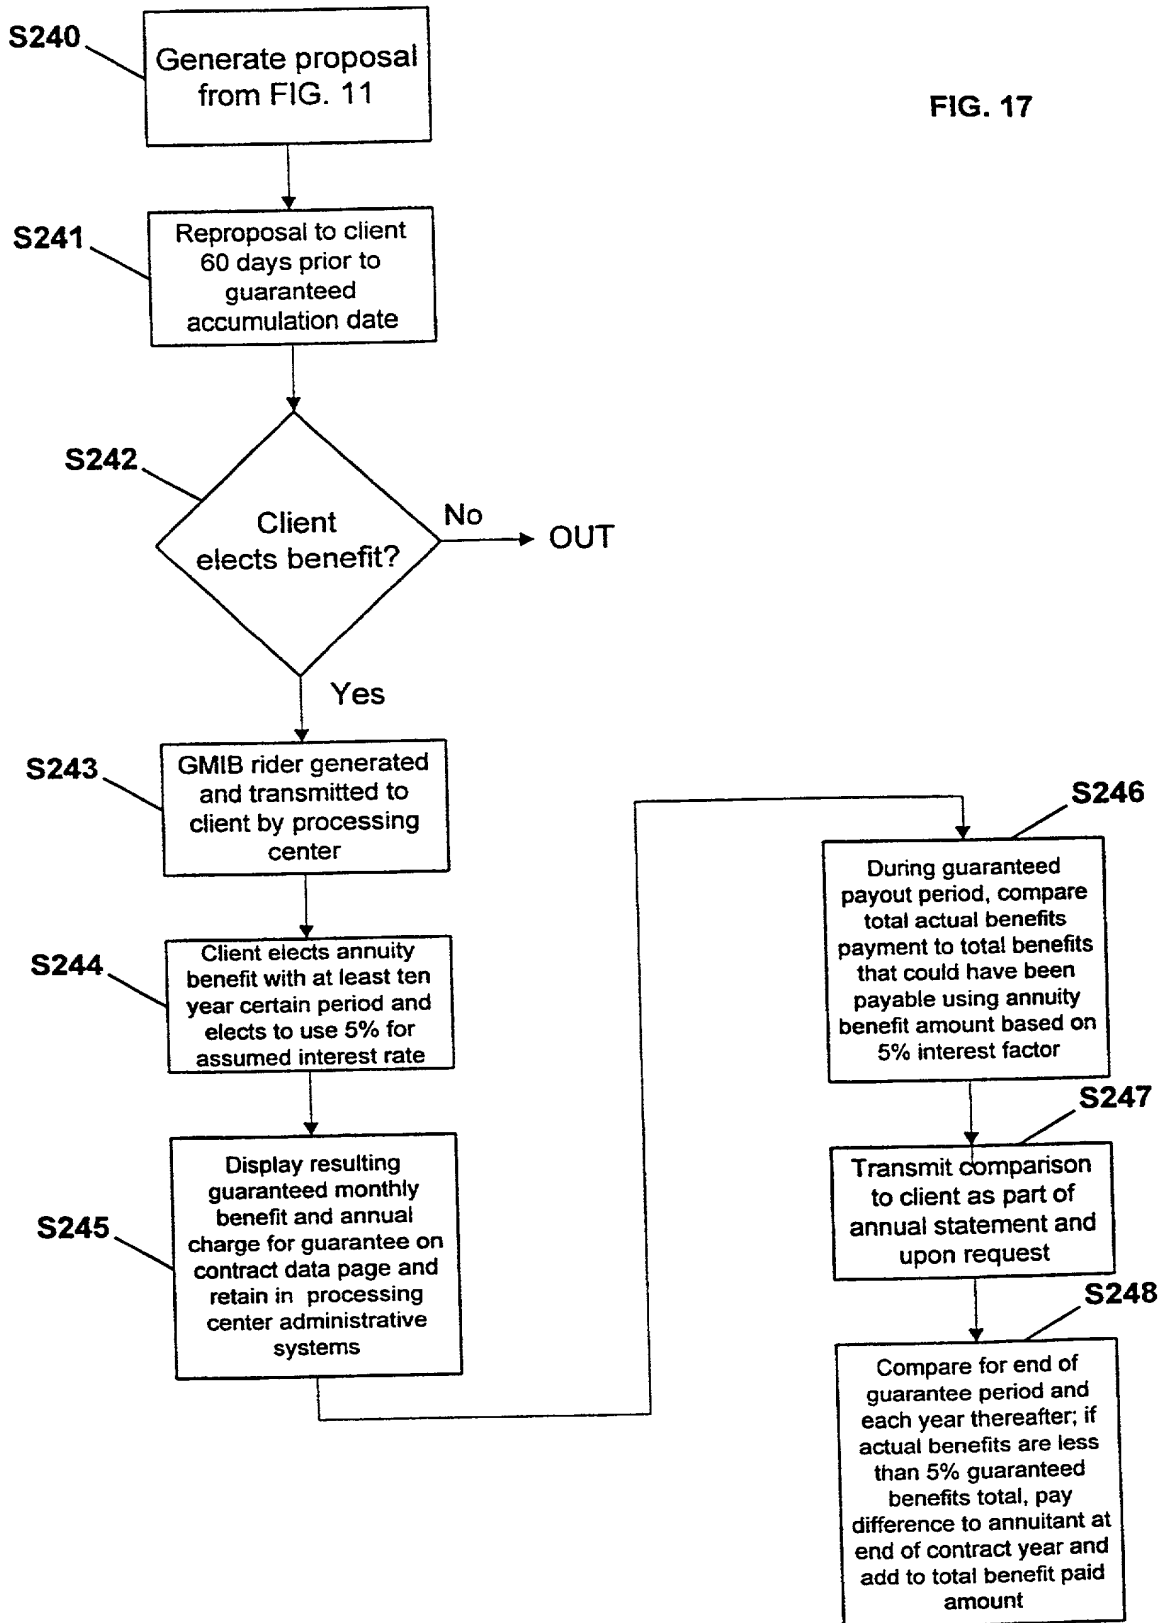 S240
Generate proposal
from FIG. 11
FIG. 17
S241
Reproposal to client
60 days prior to
guaranteed
accumulation date
S242
Client
elects benefit?
No
OUT
Yes
S243
GMIB rider generated
and transmitted to
client by processing
center
S244
Client elects annuity
benefit with at least ten
year certain period and
elects to use 5% for
assumed interest rate
S245
Display resulting
guaranteed monthly
benefit and annual
charge for guarantee on
contract data page and
retain in processing
center administrative
systems
S246
During guaranteed
payout period, compare
total actual benefits
payment to total benefits
that could have been
payable using annuity
benefit amount based on
5% interest factor
S247
Transmit comparison
to client as part of
annual statement and
upon request
S248
Compare for end of
guarantee period and
each year thereafter; if
actual benefits are less
than 5% guaranteed
benefits total, pay
difference to annuitant at
end of contract year and
add to total benefit paid
amount